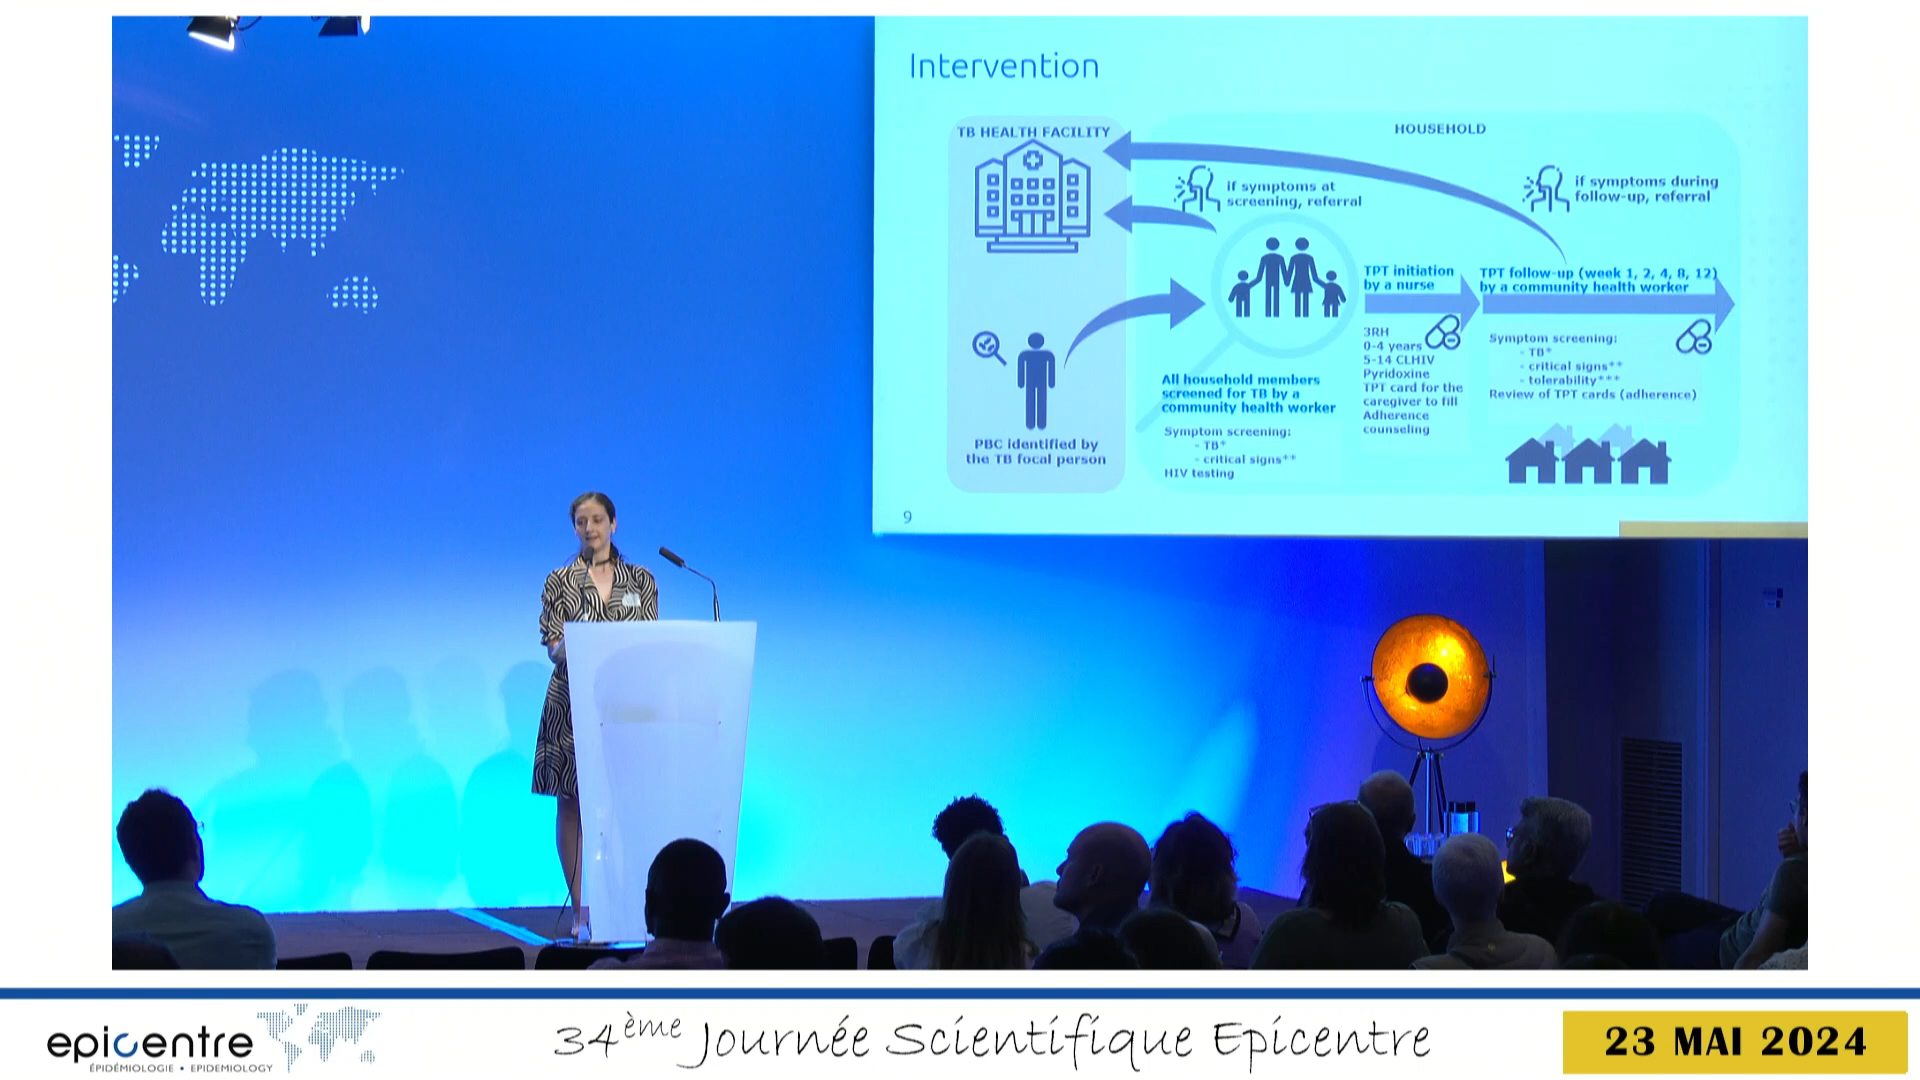 Intervention
TB HEALTH FACILITY
HOUSEHOLD
if symptoms at
screening, referral
if symptoms during
follow-up, referral
PBC identified by
the TB focal person
All household members
screened for TB by a
community health worker
Symptom screening:
- TB*
- critical signs**
HIV testing
TPT initiation
by a nurse
3RH
0-4 years
5-14 CLHIV
Pyridoxine
TPT card for the
caregiver to fill
Adherence
counseling
TPT follow-up (week 1, 2, 4, 8, 12)
by a community health worker
Symptom screening:
- TB*
- critical signs**
- tolerability***
Review of TPT cards (adherence)
9
epicentre
ÉPIDÉMIOLOGIE • EPIDEMIOLOGY
34ème Journée Scientifique Epicentre
23 MAI 2024